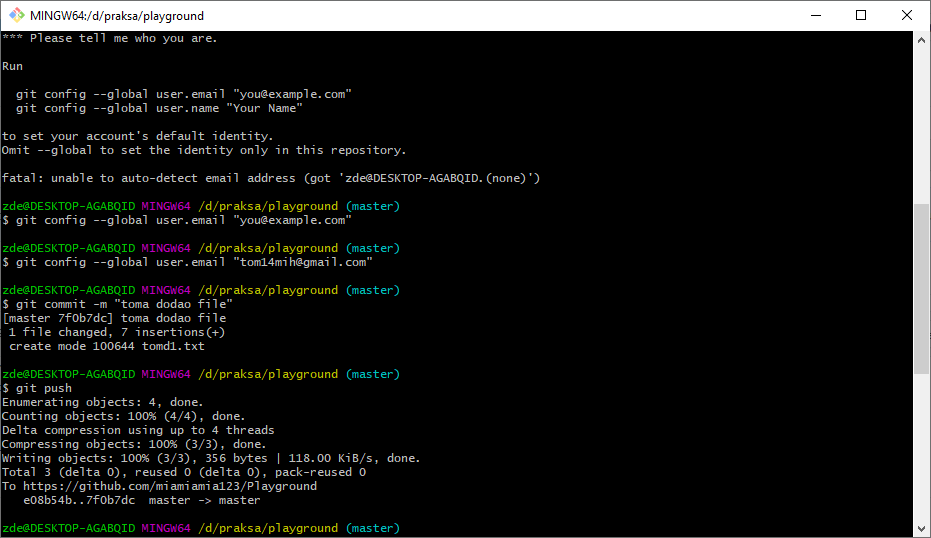 MINGW64:/d/praksa/playground
*** Please tell me who you are.
Run
git config --global user.email "you@example.com"
git config --global user.name "Your Name"
to set your account's default identity.
Omit --global to set the identity only in this repository.
fatal: unable to auto-detect email address (got 'zde@DESKTOP-AGABQID.(none)')
zde@DESKTOP-AGABQID MINGW64 /d/praksa/playground (master)
$ git config --global user.email "you@example.com"
zde@DESKTOP-AGABQID MINGW64 /d/praksa/playground (master)
$ git config --global user.email "tom14mih@gmail.com"
zde@DESKTOP-AGABQID MINGW64 /d/praksa/playground (master)
$ git commit -m "toma dodao file"
[master 7f0b7dc] toma dodao file
1 file changed, 7 insertions(+)
create mode 100644 tomd1.txt
zde@DESKTOP-AGABQID MINGW64 /d/praksa/playground (master)
$ git push
Enumerating objects: 4, done.
Counting objects: 100% (4/4), done.
Delta compression using up to 4 threads
Compressing objects: 100% (3/3), done.
Writing objects: 100% (3/3), 356 bytes | 118.00 KiB/s, done.
Total 3 (delta 0), reused 0 (delta 0), pack-reused 0
To https://github.com/miamiamia123/Playground
e08b54b..7f0b7dc  master -> master
zde@DESKTOP-AGABQID MINGW64 /d/praksa/playground (master)